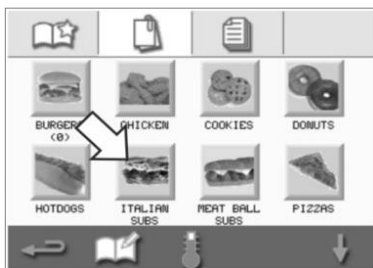 BURGERS CHICKEN COOKIES DONUTS
(0)
HOTDOGS ITALIAN MEAT BALL PIZZAS
SUBS SUBS